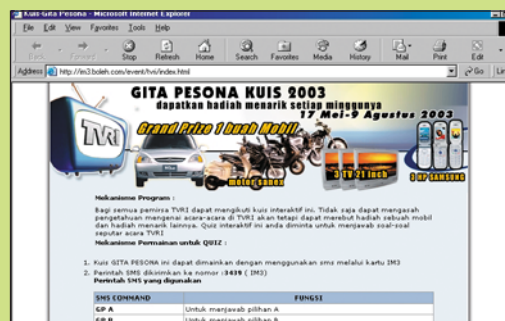 Kuis-Gita Pesona - Microsoft Internet Explorer
File Edit View Favorites Tools Help
Back Forward Stop Refresh Home Search Favorites Media History Mail Print Edit
Address http://im3.boleh.com/event/tvri/index.html Go
GITA PESONA KUIS 2003
dapatkan hadiah menarik setiap minggunya
17 Mei-9 Agustus 2003
TVRI
Grand Prize 1 buah Mobil
motor sanex
3 TV 21 inch
3 HP SAMSUNG
Mekanisme Program :
Bagi semua pemirsa TVRI dapat mengikuti kuis interaktif ini. Tidak saja dapat mengasah
pengetahuan mengenai acara-acara di TVRI akan tetapi dapat merebut hadiah sebuah mobil
dan hadiah menarik lainnya. Quiz interaktif ini anda diminta untuk menjawab soal-soal
seputar acara TVRI
Mekanisme Permainan untuk QUIZ :
1. Kuis GITA PESONA ini dapat dimainkan dengan menggunakan sms melalui kartu IM3
2. Perintah SMS dikirimkan ke nomor :3439 ( IM3)
Perintah SMS yang digunakan
SMS COMMAND FUNGSI
GP A Untuk menjawab pilihan A
GP B Untuk menjawab pilihan B